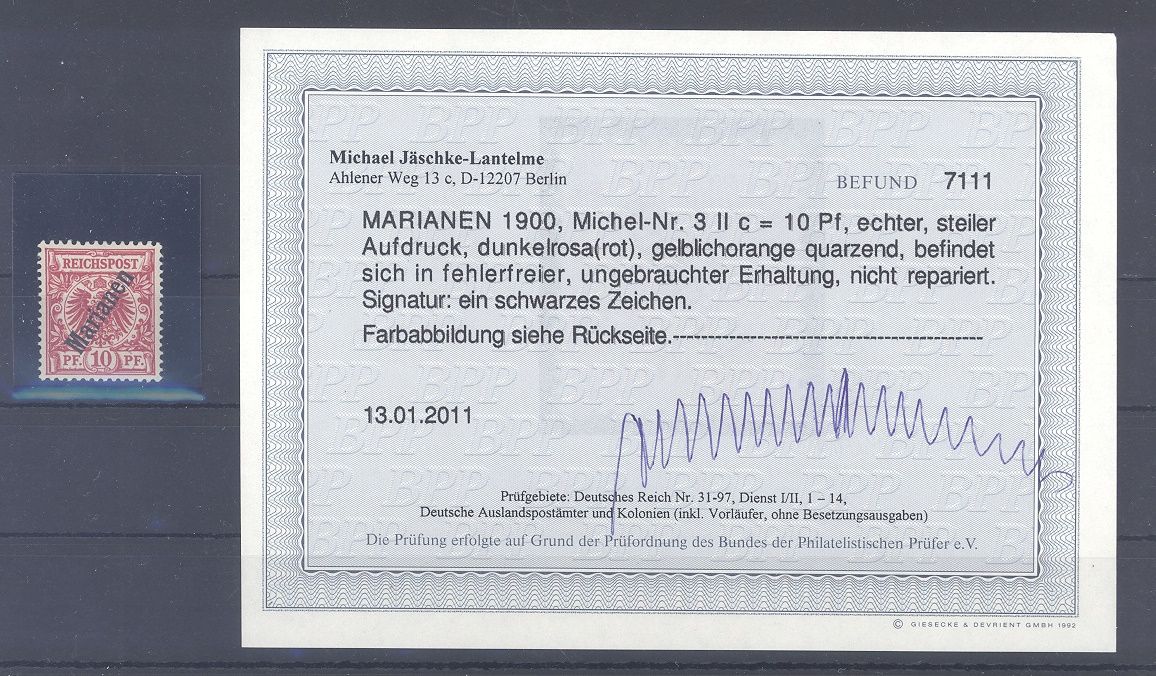 REICHSPOST
Marianen
PF. 10 PF.
Michael Jäschke-Lantelme
Ahlener Weg 13 c, D-12207 Berlin
BEFUND 7111
MARIANEN 1900, Michel-Nr. 3 II c = 10 Pf, echter, steiler
Aufdruck, dunkelrosa(rot), gelblichorange quarzend, befindet
sich in fehlerfreier, ungebrauchter Erhaltung, nicht repariert.
Signatur: ein schwarzes Zeichen.
Farbabbildung siehe Rückseite.-----------------------------------------------
13.01.2011
Prüfgebiete: Deutsches Reich Nr. 31-97, Dienst I/II, 1 – 14,
Deutsche Auslandspostämter und Kolonien (inkl. Vorläufer, ohne Besetzungsausgaben)
Die Prüfung erfolgte auf Grund der Prüfordnung des Bundes der Philatelistischen Prüfer e.V.
© GIESECKE & DEVRIENT GMBH 1992